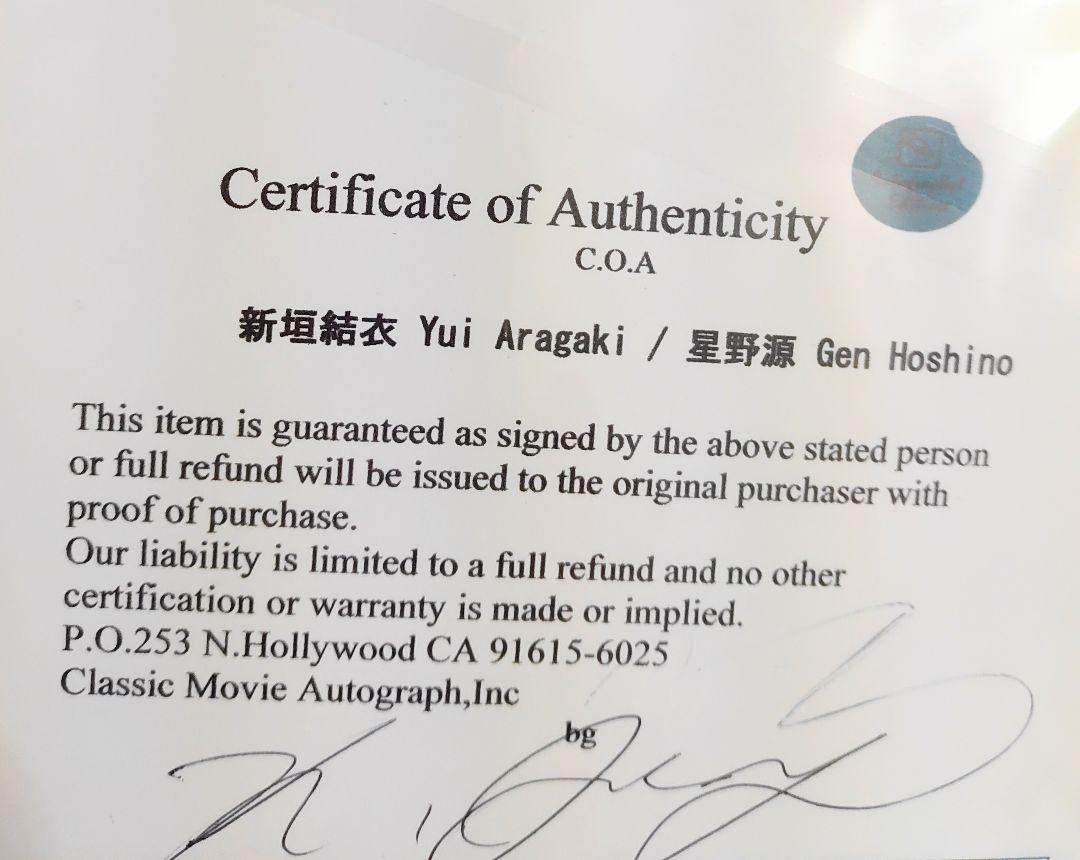 Certificate of Authenticity
C.O.A
新垣結衣 Yui Aragaki / 星野源 Gen Hoshino
This item is guaranteed as signed by the above stated person
or full refund will be issued to the original purchaser with
proof of purchase.
Our liability is limited to a full refund and no other
certification or warranty is made or implied.
P.O.253 N.Hollywood CA 91615-6025
Classic Movie Autograph,Inc
bg